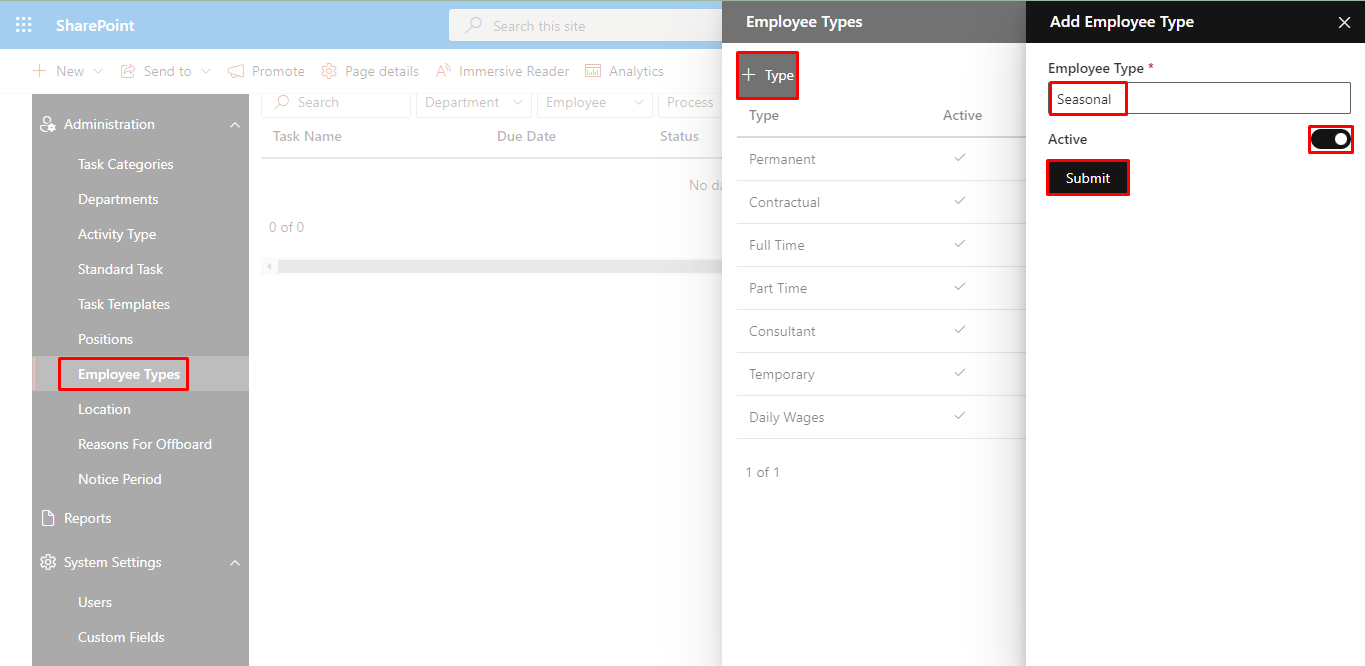 SharePoint
Search this site
New
Send to
Promote
Page details
Immersive Reader
Analytics
Administration
Task Categories
Departments
Activity Type
Standard Task
Task Templates
Positions
Employee Types
Location
Reasons For Offboard
Notice Period
Reports
System Settings
Users
Custom Fields
Search
Department
Employee
Process
Task Name Due Date Status
No
0 of 0
Employee Types
+ Type
Type Active
Permanent
Contractual
Full Time
Part Time
Consultant
Temporary
Daily Wages
1 of 1
Add Employee Type
Employee Type *
Seasonal
Active
Submit